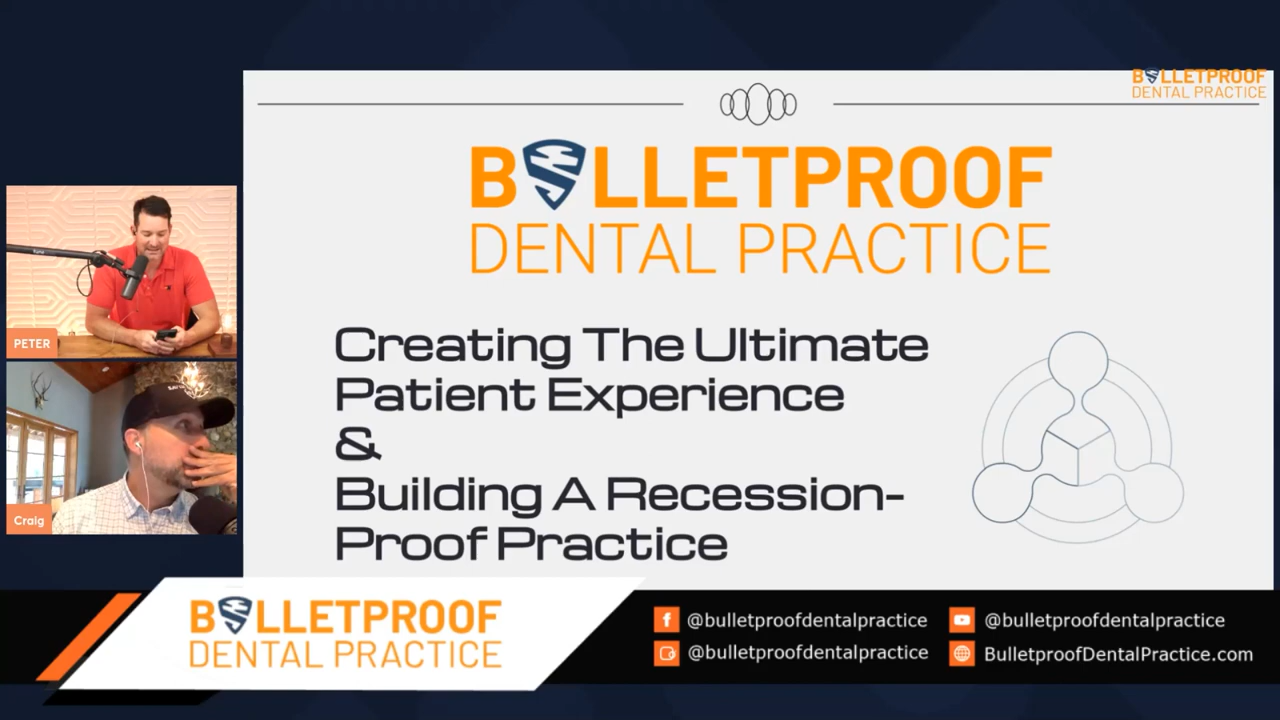 BULLETPROOF
DENTAL PRACTICE
BULLETPROOF
DENTAL PRACTICE
Creating The Ultimate
Patient Experience
&
Building A Recession-
Proof Practice
PETER
Craig
BULLETPROOF
DENTAL PRACTICE
@bulletproofdentalpractice
@bulletproofdentalpractice
@bulletproofdentalpractice
BulletproofDentalPractice.com